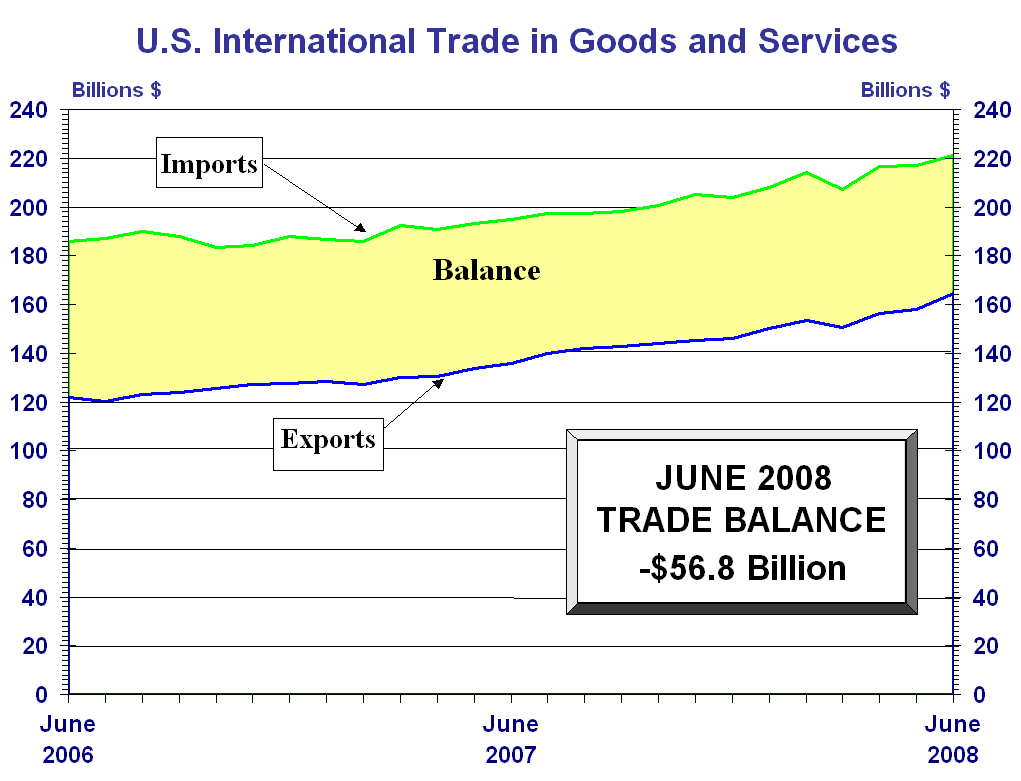 U.S. International Trade in Goods and Services
Billions $ Billions $
240 240
220 220
Imports
200 200
180 180
Balance
160 160
140 140
120 120
Exports
100 100
JUNE 2008
80 80
TRADE BALANCE
60 60
-$56.8 Billion
40 40
20 20
0 0
June June June
2006 2007 2008